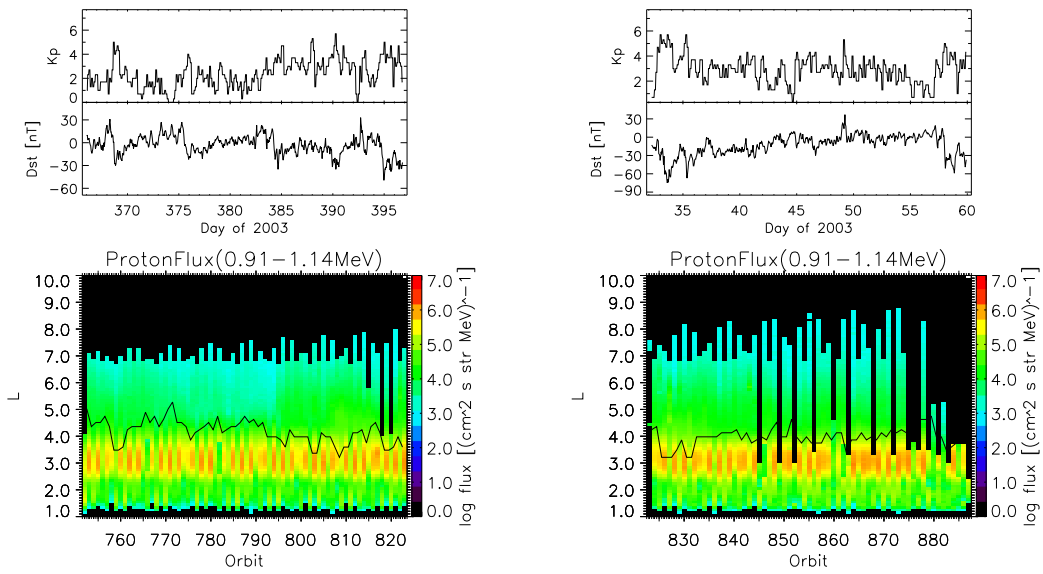 6
4
2
0
Kp
30
0
−30
−60
Dst [nT]
370 375 380 385 390 395
Day of 2003
ProtonFlux(0.91−1.14MeV)
10.0
9.0
8.0
7.0
6.0
5.0
4.0
3.0
2.0
1.0
L
760 770 780 790 800 810 820
Orbit
7.0
6.0
5.0
4.0
3.0
2.0
1.0
0.0
log flux [(cm^2 s str MeV)^−1]
6
4
2
Kp
30
0
−30
−60
−90
Dst [nT]
35 40 45 50 55 60
Day of 2003
ProtonFlux(0.91−1.14MeV)
10.0
9.0
8.0
7.0
6.0
5.0
4.0
3.0
2.0
1.0
L
830 840 850 860 870 880
Orbit
7.0
6.0
5.0
4.0
3.0
2.0
1.0
0.0
log flux [(cm^2 s str MeV)^−1]